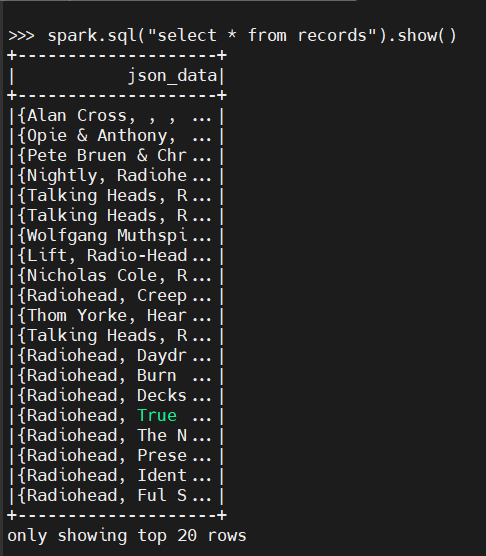 >>> spark.sql("select * from records").show()
+--------------------+
|           json_data|
+--------------------+
|{Alan Cross, , , ...|
|{Opie & Anthony, ...|
|{Pete Bruen & Chr...|
|{Nightly, Radiohe...|
|{Talking Heads, R...|
|{Talking Heads, R...|
|{Wolfgang Muthspi...|
|{Lift, Radio-Head...|
|{Nicholas Cole, R...|
|{Radiohead, Creep...|
|{Thom Yorke, Hear...|
|{Talking Heads, R...|
|{Radiohead, Daydr...|
|{Radiohead, Burn ...|
|{Radiohead, Decks...|
|{Radiohead, True ...|
|{Radiohead, The N...|
|{Radiohead, Prese...|
|{Radiohead, Ident...|
|{Radiohead, Ful S...|
+--------------------+
only showing top 20 rows